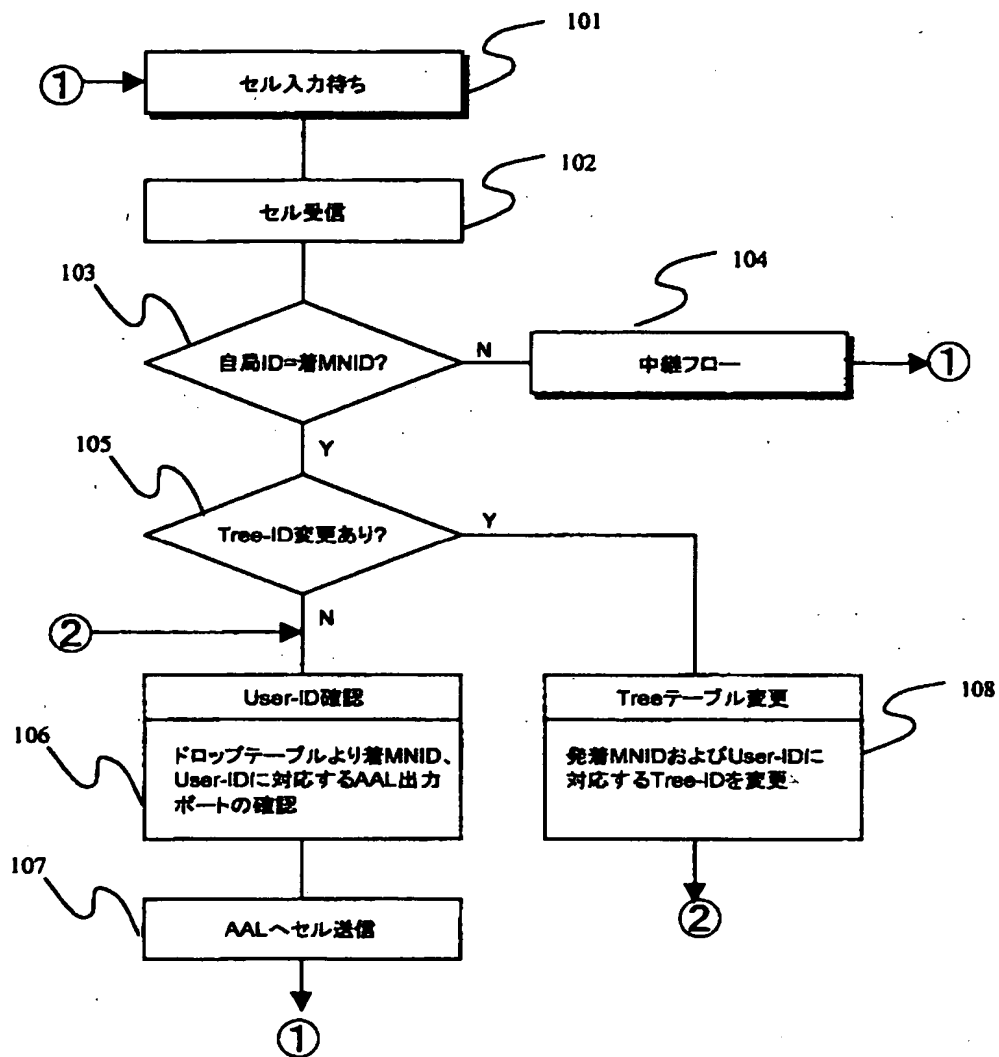 101
① セル入力待ち
102
セル受信
103
104
自局ID=着MNID?
N
中継フロー
①
Y
105
Tree-ID変更あり?
Y
N
②
User-ID確認
Treeテーブル変更
108
106
ドロップテーブルより着MNID、
User-IDに対応するAAL出力
ポートの確認
発着MNIDおよびUser-IDに
対応するTree-IDを変更
107
AALへセル送信
②
①